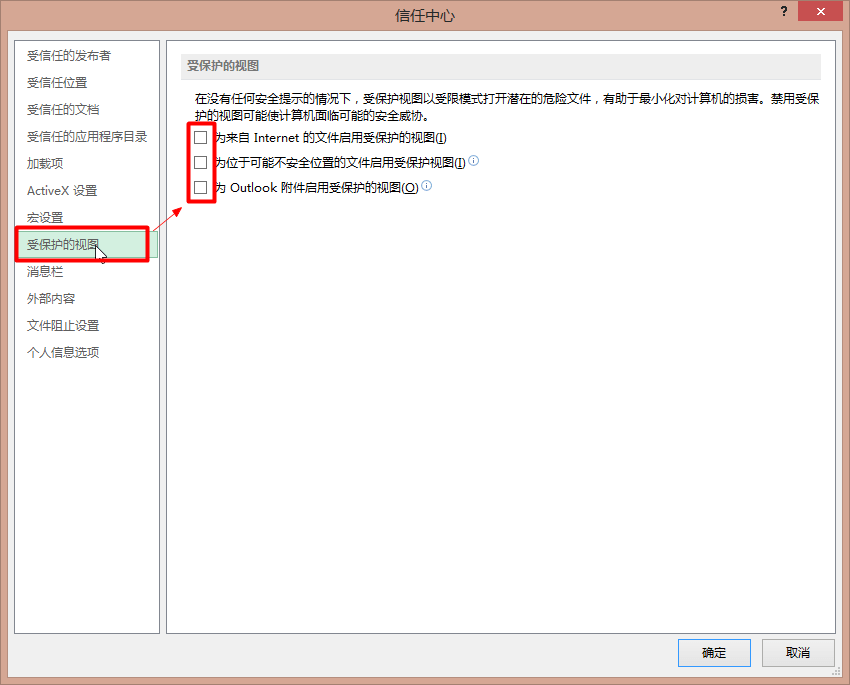 信任中心
?
受信任的发布者
受信任位置
受信任的文档
受信任的应用程序目录
加载项
ActiveX 设置
宏设置
受保护的视图
消息栏
外部内容
文件阻止设置
个人信息选项
受保护的视图
在没有任何安全提示的情况下，受保护视图以受限模式打开潜在的危险文件，有助于最小化对计算机的损害。禁用受保
护的视图可能使计算机面临可能的安全威胁。
为来自 Internet 的文件启用受保护的视图(I)
为位于可能不安全位置的文件启用受保护视图(I)
为 Outlook 附件启用受保护的视图(O)
确定
取消